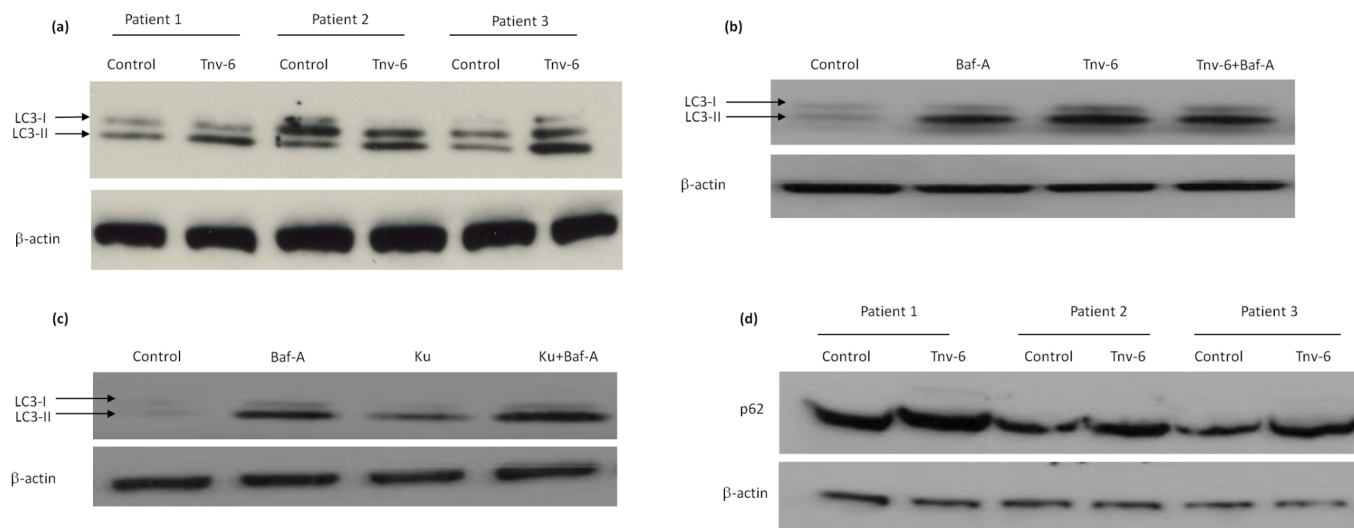 (a)
Patient 1 Patient 2 Patient 3
Control Tnv-6 Control Tnv-6 Control Tnv-6
LC3-I
LC3-II
β-actin
(b)
Control Baf-A Tnv-6 Tnv-6+Baf-A
LC3-I
LC3-II
β-actin
(c)
Control Baf-A Ku Ku+Baf-A
LC3-I
LC3-II
β-actin
(d)
Patient 1 Patient 2 Patient 3
Control Tnv-6 Control Tnv-6 Control Tnv-6
p62
β-actin